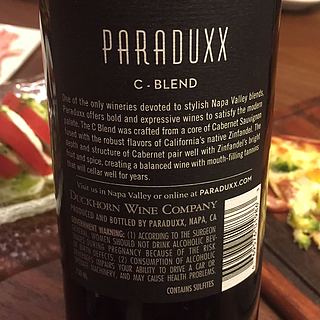 PARADUXX
C - BLEND
One of the only wineries devoted to stylish Napa Valley blends,
Paraduxx offers bold and expressive wines to satisfy the modern
palate. The C Blend was crafted from a core of Cabernet Sauvignon
fused with the robust flavors of California's native Zinfandel. The
depth and structure of Cabernet pair well with Zinfandel's bright
fruit and spice, creating a balanced wine with mouth-filling tannins
that will cellar well for years.
Visit us in Napa Valley or online at PARADUXX.COM
DUCKHORN WINE COMPANY
PRODUCED AND BOTTLED BY PARADUXX, NAPA, CA
GOVERNMENT WARNING: (1) ACCORDING TO THE SURGEON
GENERAL, WOMEN SHOULD NOT DRINK ALCOHOLIC BEV-
ERAGES DURING PREGNANCY BECAUSE OF THE RISK
OF BIRTH DEFECTS. (2) CONSUMPTION OF ALCOHOLIC
BEVERAGES IMPAIRS YOUR ABILITY TO DRIVE A CAR OR
OPERATE MACHINERY, AND MAY CAUSE HEALTH PROBLEMS.
CONTAINS SULFITES